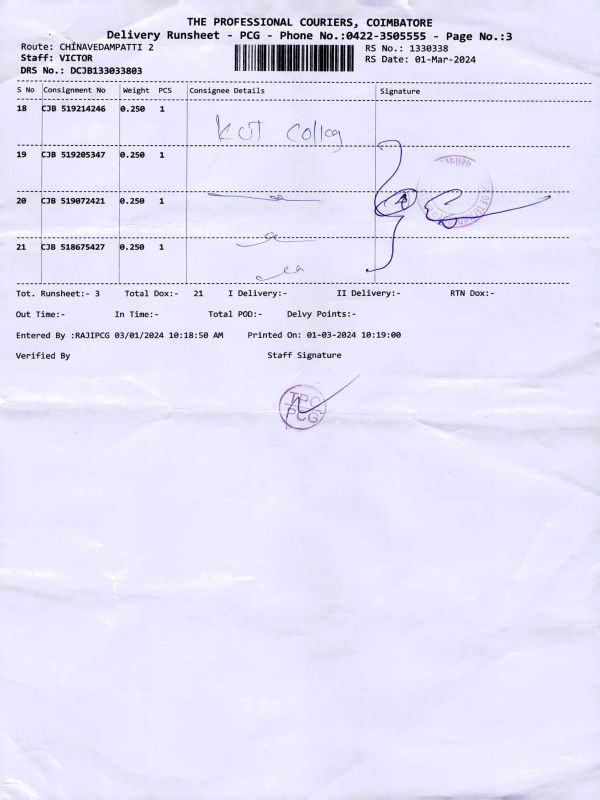 THE PROFESSIONAL COURIERS, COIMBATORE
Delivery Runsheet - PCG - Phone No.:0422-3505555 - Page No.:3
Route: CHINAVEDAMPATTI 2 RS No.: 1330338
Staff: VICTOR RS Date: 01-Mar-2024
DRS No.: DCJB133033803
S No Consignment No Weight PCS Consignee Details Signature
18 CJB 519214246 0.250 1
19 CJB 519205347 0.250 1
20 CJB 519072421 0.250 1
21 CJB 518675427 0.250 1
Tot. Runsheet:- 3 Total Dox:- 21 I Delivery:- II Delivery:- RTN Dox:-
Out Time:- In Time:- Total POD:- Delvy Points:-
Entered By :RAJIPCG 03/01/2024 10:18:50 AM Printed On: 01-03-2024 10:19:00
Verified By Staff Signature
TPC
PCG